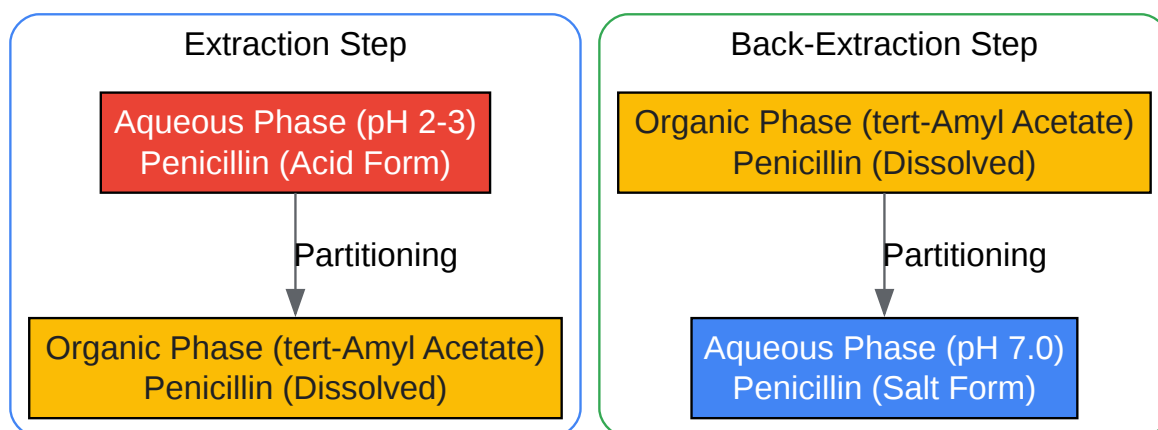 Extraction Step
Aqueous Phase (pH 2-3)
Penicillin (Acid Form)
Partitioning
Organic Phase (tert-Amyl Acetate)
Penicillin (Dissolved)
Back-Extraction Step
Organic Phase (tert-Amyl Acetate)
Penicillin (Dissolved)
Partitioning
Aqueous Phase (pH 7.0)
Penicillin (Salt Form)